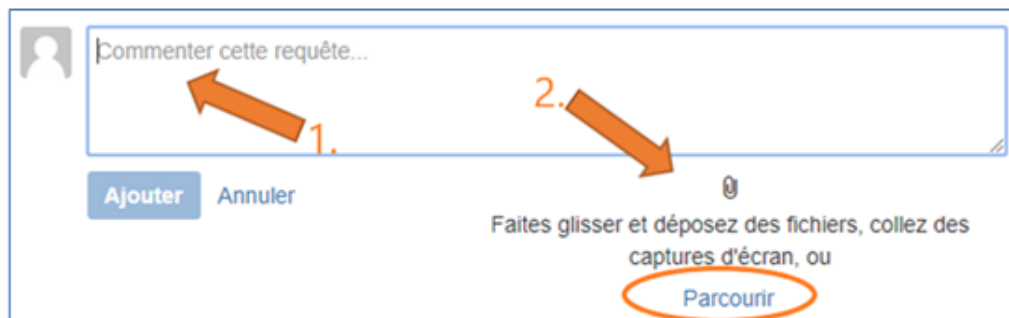 Commenter cette requête...
1.
2.
Ajouter Annuler
Faites glisser et déposez des fichiers, collez des
captures d'écran, ou
Parcourir